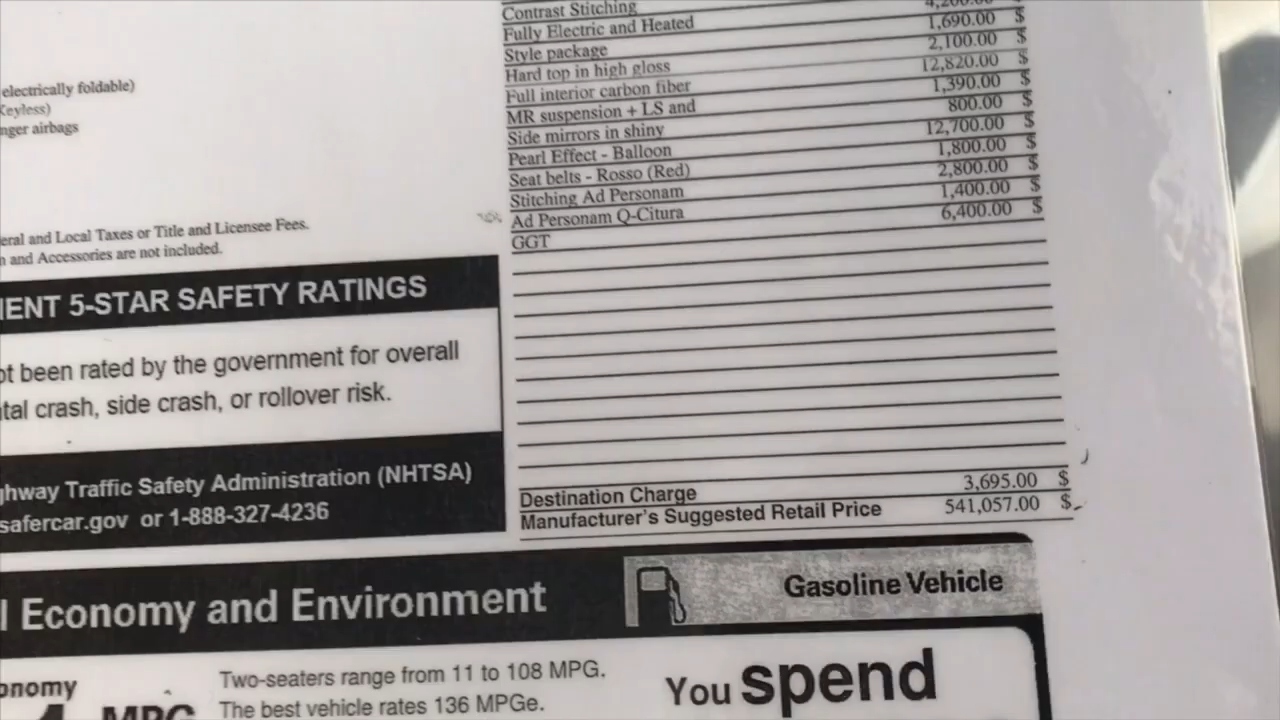 Contrast Stitching 4,200.00 $
Fully Electric and Heated 1,690.00 $
Style package 2,100.00 $
Hard top in high gloss 12,820.00 $
Full interior carbon fiber 1,390.00 $
MR suspension + LS and 800.00 $
Side mirrors in shiny 12,700.00 $
Pearl Effect - Balloon 1,800.00 $
Seat belts - Rosso (Red) 2,800.00 $
Stitching Ad Personam 1,400.00 $
Ad Personam Q-Citura 6,400.00 $
GGT
electrically foldable)
Keyless)
nger airbags
eral and Local Taxes or Title and Licensee Fees.
n and Accessories are not included.
MENT 5-STAR SAFETY RATINGS
ot been rated by the government for overall
ntal crash, side crash, or rollover risk.
ghway Traffic Safety Administration (NHTSA)
safercar.gov or 1-888-327-4236
Destination Charge 3,695.00 $
Manufacturer's Suggested Retail Price 541,057.00 $
l Economy and Environment
Gasoline Vehicle
onomy
MPG
Two-seaters range from 11 to 108 MPG.
The best vehicle rates 136 MPGe.
You spend